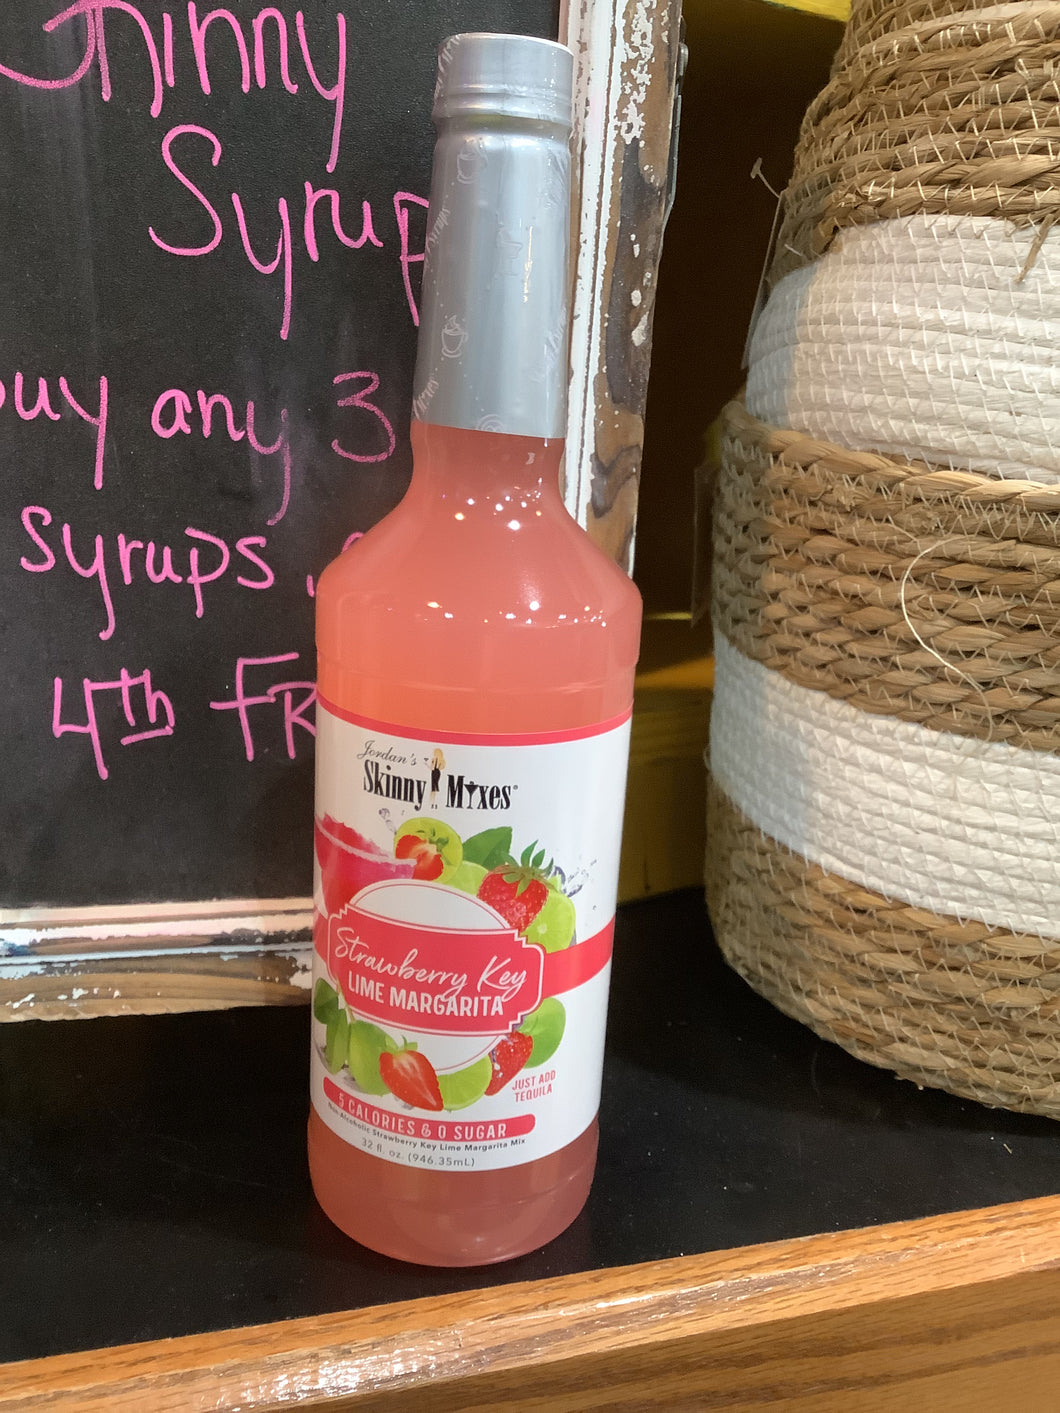 Skinny
Syrup
buy any 3
syrups,
4th FR
Jordan's
Skinny Mixes
Strawberry Key
LIME MARGARITA
JUST ADD
TEQUILA
5 CALORIES & 0 SUGAR
Non-Alcoholic Strawberry Key Lime Margarita Mix
32 fl. oz. (946.35mL)